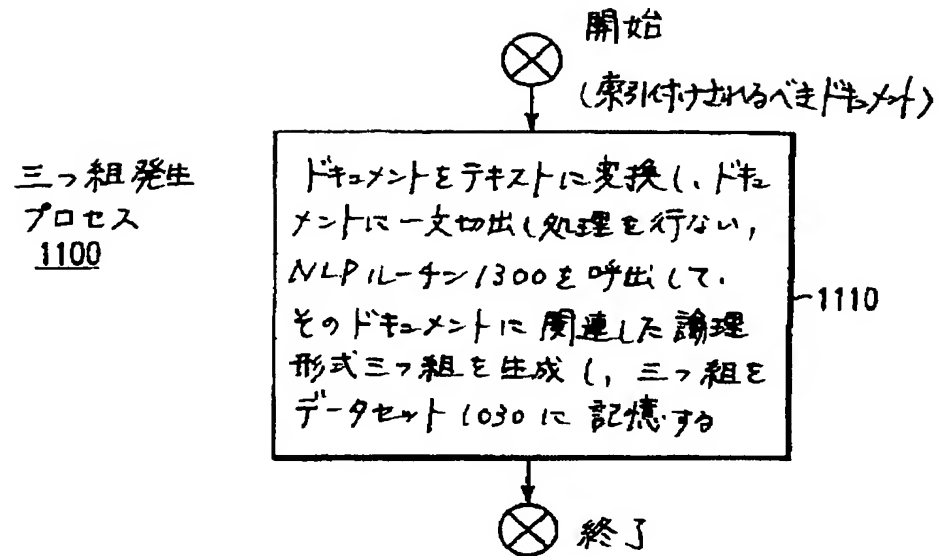 開始
(索引付けされるべきドキュメント)
三つ組発生
プロセス
1100
ドキュメントをテキストに変換し、ドキュ
メントに一文切出し処理を行ない,
NLPルーチン1300を呼出して、
そのドキュメントに関連した論理
形式三つ組を生成し, 三つ組を
データセット1030に記憶する
1110
終了